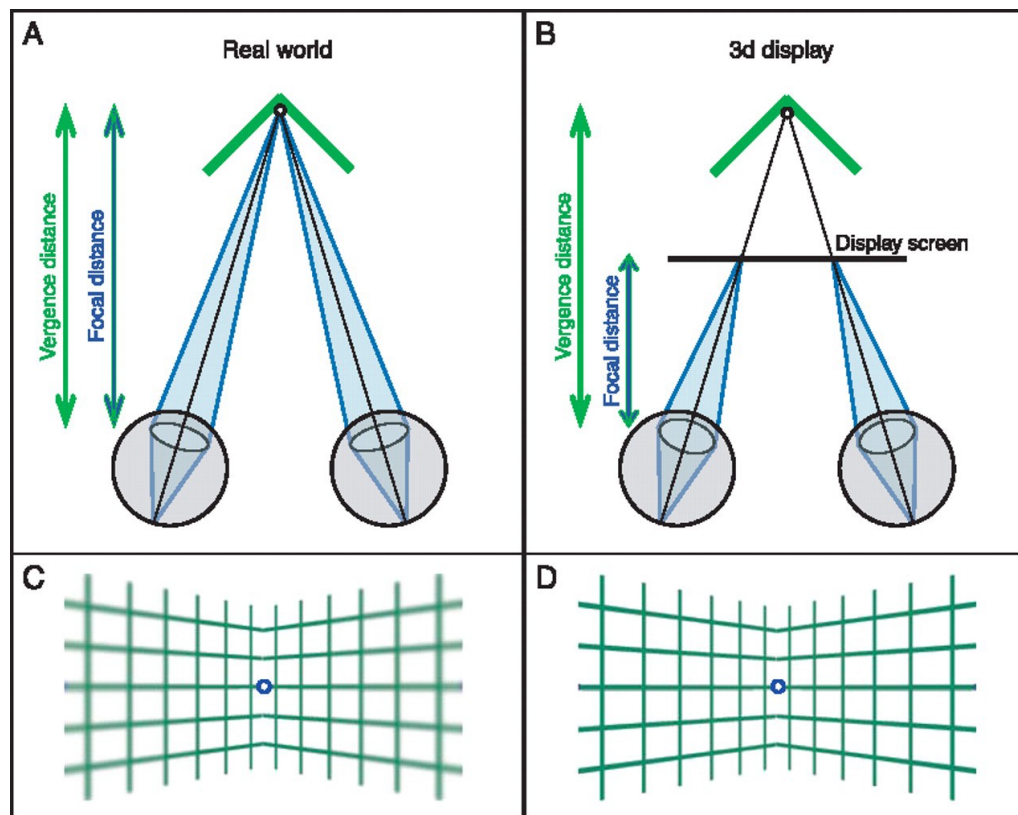 A
Real world
Vergence distance
Focal distance
B
3d display
Vergence distance
Focal distance
Display screen
C
D